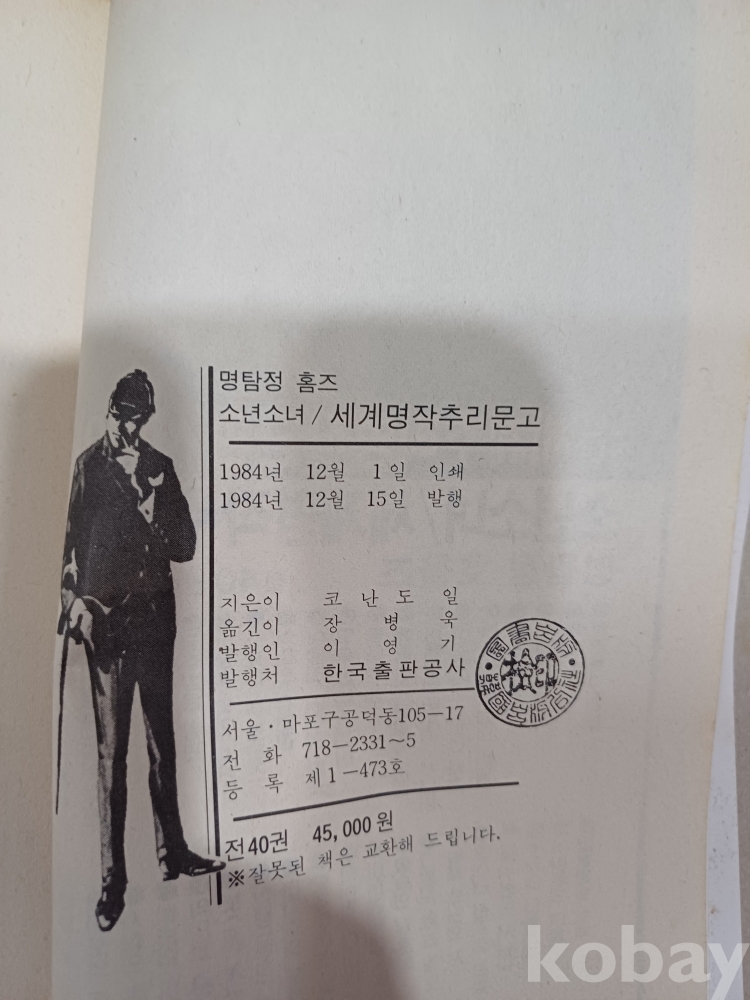 명탐정 홈즈
소년소녀 / 세계명작추리문고
1984년 12월 1일 인쇄
1984년 12월 15일 발행
지은이 코난도일
옮긴이 장병욱
발행인 이영기
발행처 한국출판공사
서울·마포구공덕동105—17
전화 718—2331~5
등록 제1—473호
전40권 45,000원
※잘못된 책은 교환해 드립니다.
kobay